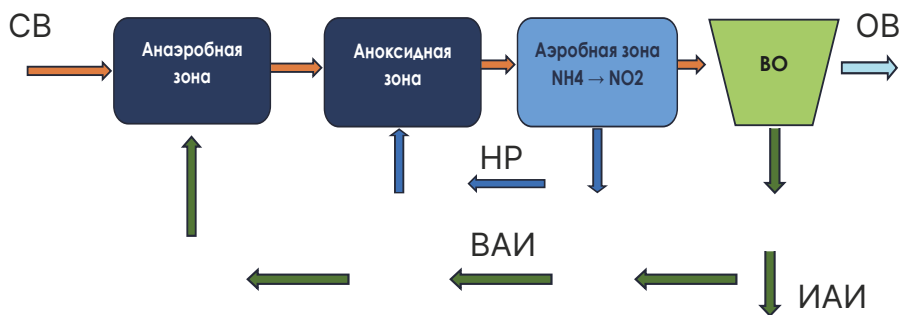 СВ
Анаэробная
зона
Аноксидная
зона
Аэробная зона
NH4 → NO2
ВО
ОВ
НР
ВАИ
ИАИ